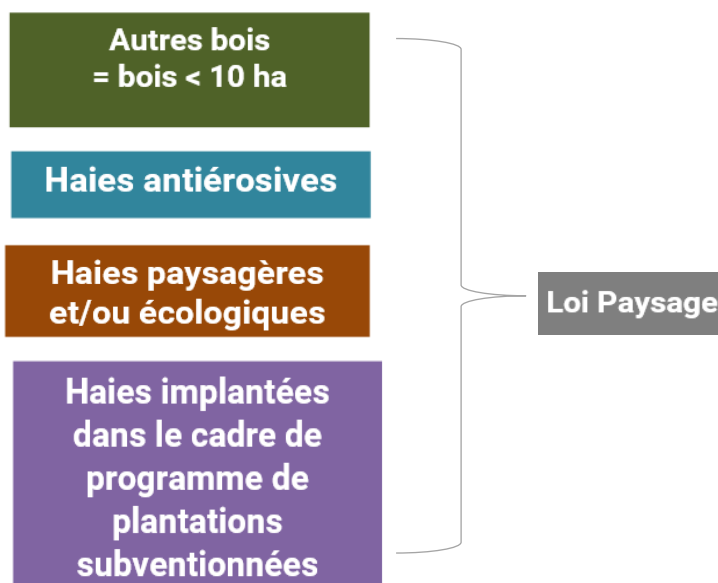 Autres bois
= bois < 10 ha
Haies antiérosives
Haies paysagères
et/ou écologiques
Haies implantées
dans le cadre de
programme de
plantations
subventionnées
Loi Paysage